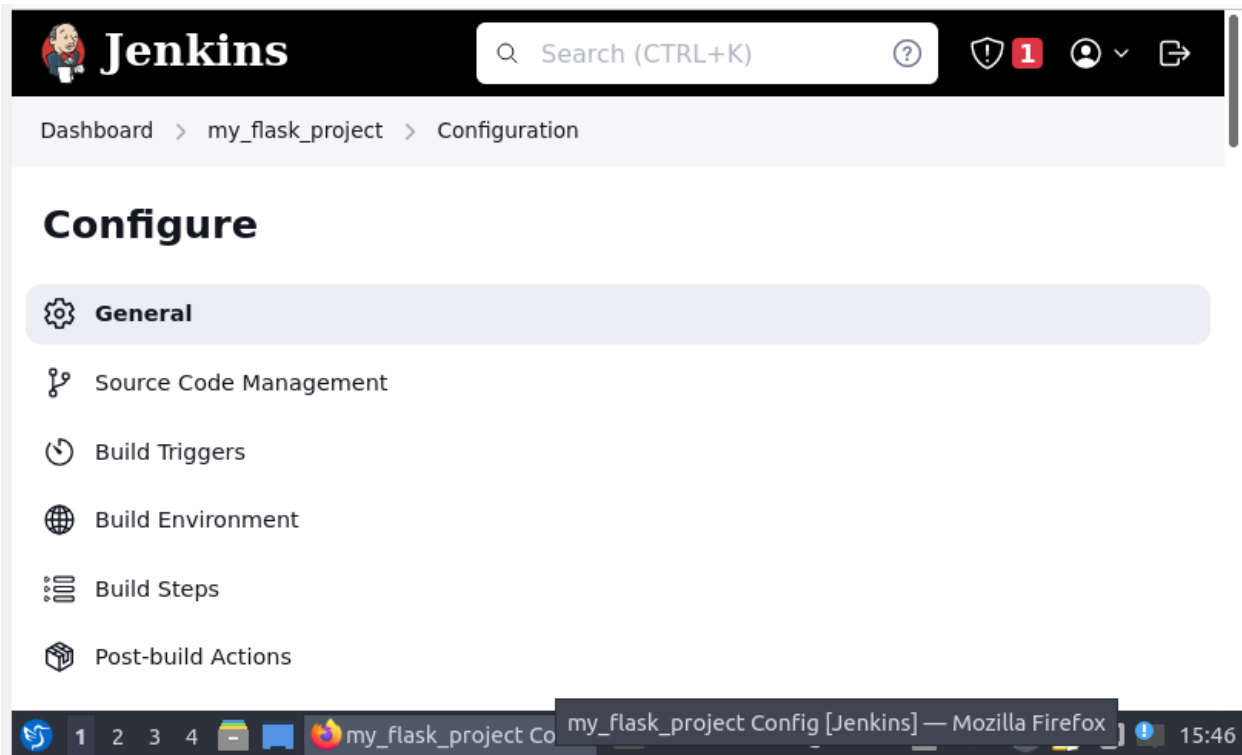 Jenkins
Search (CTRL+K)
1
Dashboard > my_flask_project > Configuration
Configure
General
Source Code Management
Build Triggers
Build Environment
Build Steps
Post-build Actions
my_flask_project Config [Jenkins] — Mozilla Firefox
1 2 3 4 my_flask_project Co 15:46